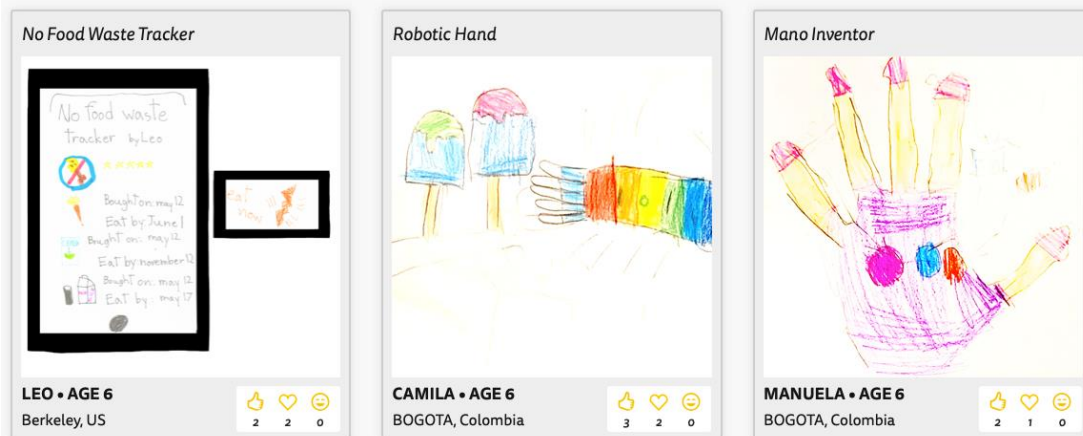 No Food Waste Tracker
No food waste
tracker by Leo
Bought on: may 12
Eat by: June 1
Bought on: may 12
Eat by: november 12
Bought on: may 12
Eat by: may 17
eat
now
LEO • AGE 6
Berkeley, US
2 2 0
Robotic Hand
CAMILA • AGE 6
BOGOTA, Colombia
3 2 0
Mano Inventor
MANUELA • AGE 6
BOGOTA, Colombia
2 1 0